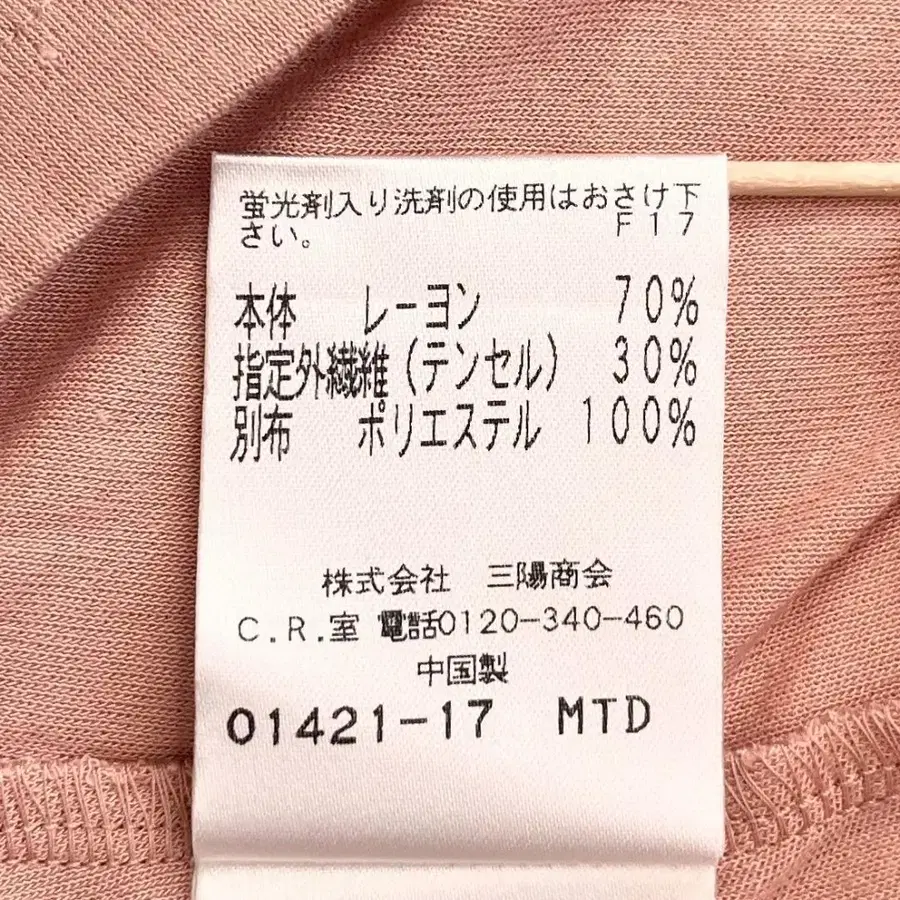 蛍光剤入り洗剤の使用はおさけ下
さい。 F17
本体 レーヨン 70%
指定外繊維(テンセル) 30%
別布 ポリエステル 100%
株式会社 三陽商会
C.R.室 電話0120-340-460
中国製
01421-17 MTD